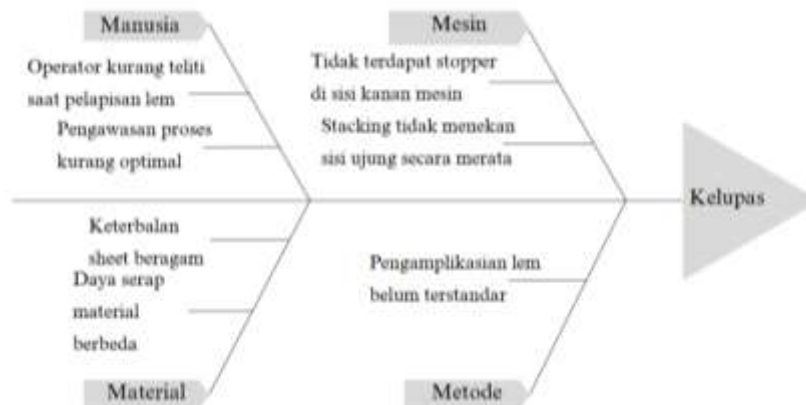 Manusia
Operator kurang teliti
saat pelapisan lem
Pengawasan proses
kurang optimal
Mesin
Tidak terdapat stopper
di sisi kanan mesin
Stacking tidak menekan
sisi ujung secara merata
Kelupas
Keterbalan
sheet beragam
Daya serap
material
berbeda
Material
Pengamplikasian lem
belum terstandar
Metode